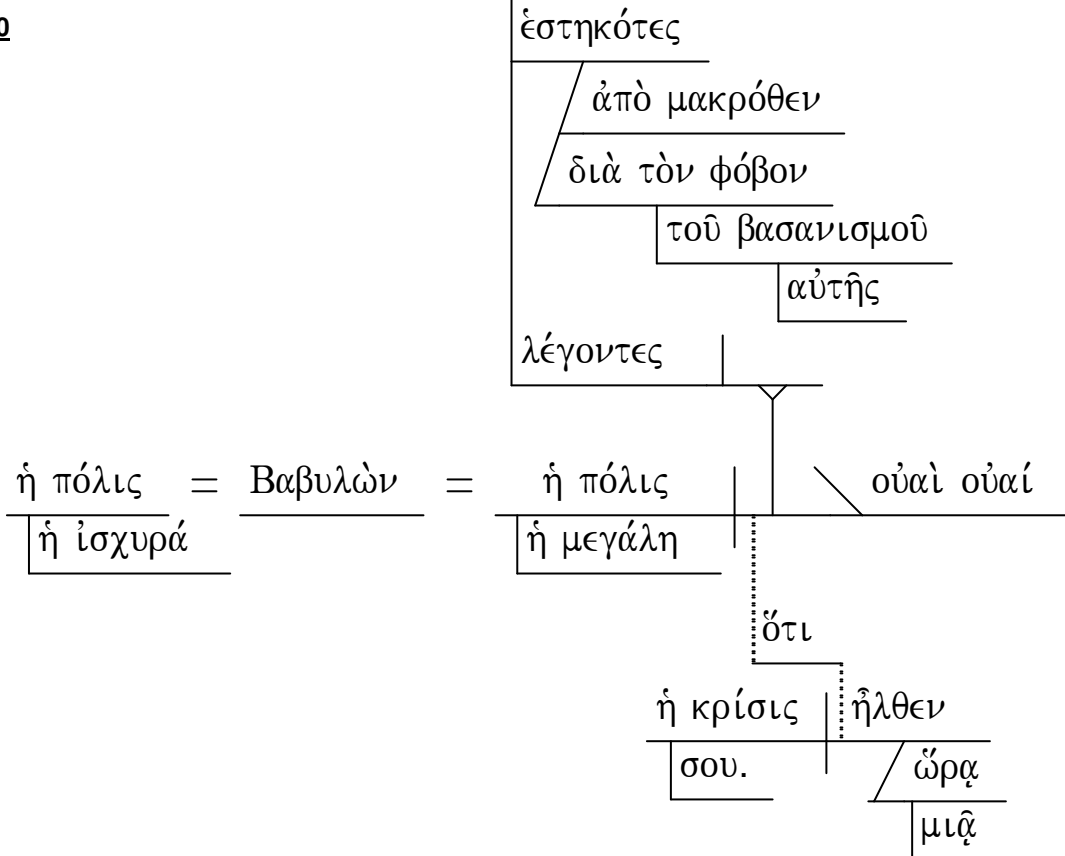 0
ἑστηκότες
ἀπὸ μακρόθεν
διὰ τὸν φόβον
τοῦ βασανισμοῦ
αὐτῆς
λέγοντες
ἡ πόλις = Βαβυλὼν = ἡ πόλις οὐαὶ οὐαί
ἡ ἰσχυρά ἡ μεγάλη
ὅτι
ἡ κρίσις ἦλθεν
σου. ὥρᾳ
μιᾷ